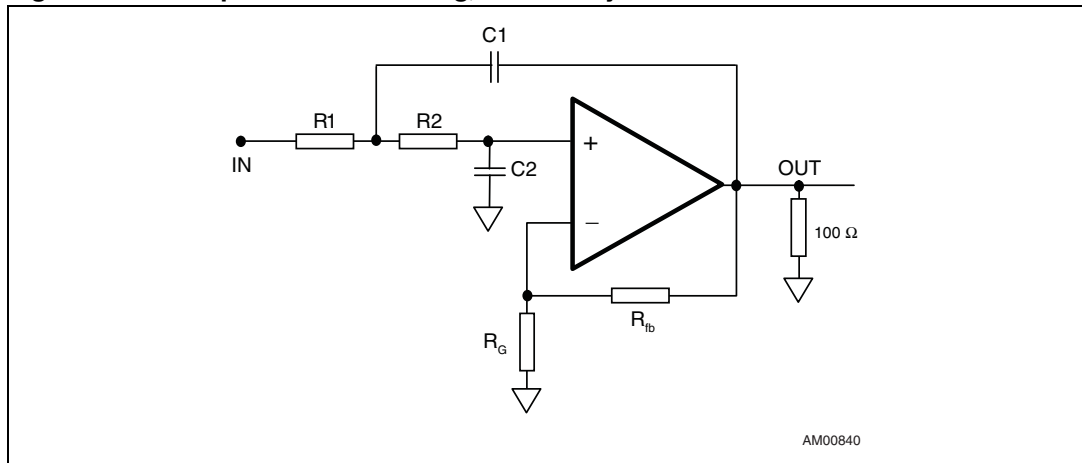 C1
R1
R2
IN
+
C2
OUT
−
100 Ω
R_fb
R_G
AM00840